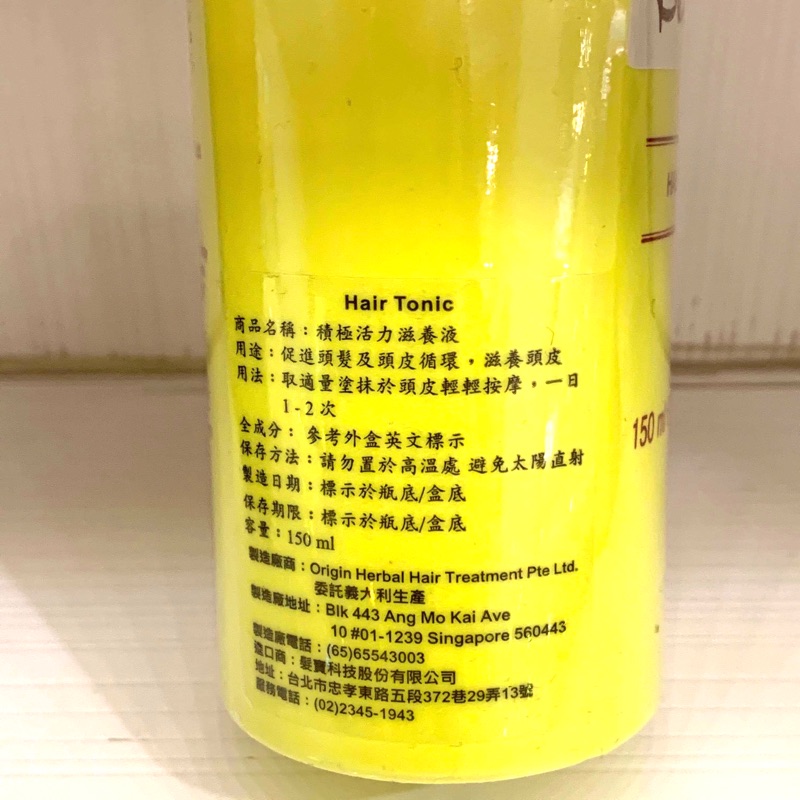 Hair Tonic
商品名稱：積極活力滋養液
用途：促進頭髮及頭皮循環，滋養頭皮
用法：取適量塗抹於頭皮輕輕按摩，一日
1-2次
全成分：參考外盒英文標示
保存方法：請勿置於高溫處 避免太陽直射
製造日期：標示於瓶底/盒底
保存期限：標示於瓶底/盒底
容量：150 ml
製造廠商：Origin Herbal Hair Treatment Pte Ltd.
委託義大利生產
製造廠地址：Blk 443 Ang Mo Kai Ave
10 #01-1239 Singapore 560443
製造廠電話：(65)65543003
進口商：髮寶科技股份有限公司
地址：台北市忠孝東路五段372巷29弄13號
服務電話：(02)2345-1943
150 ml